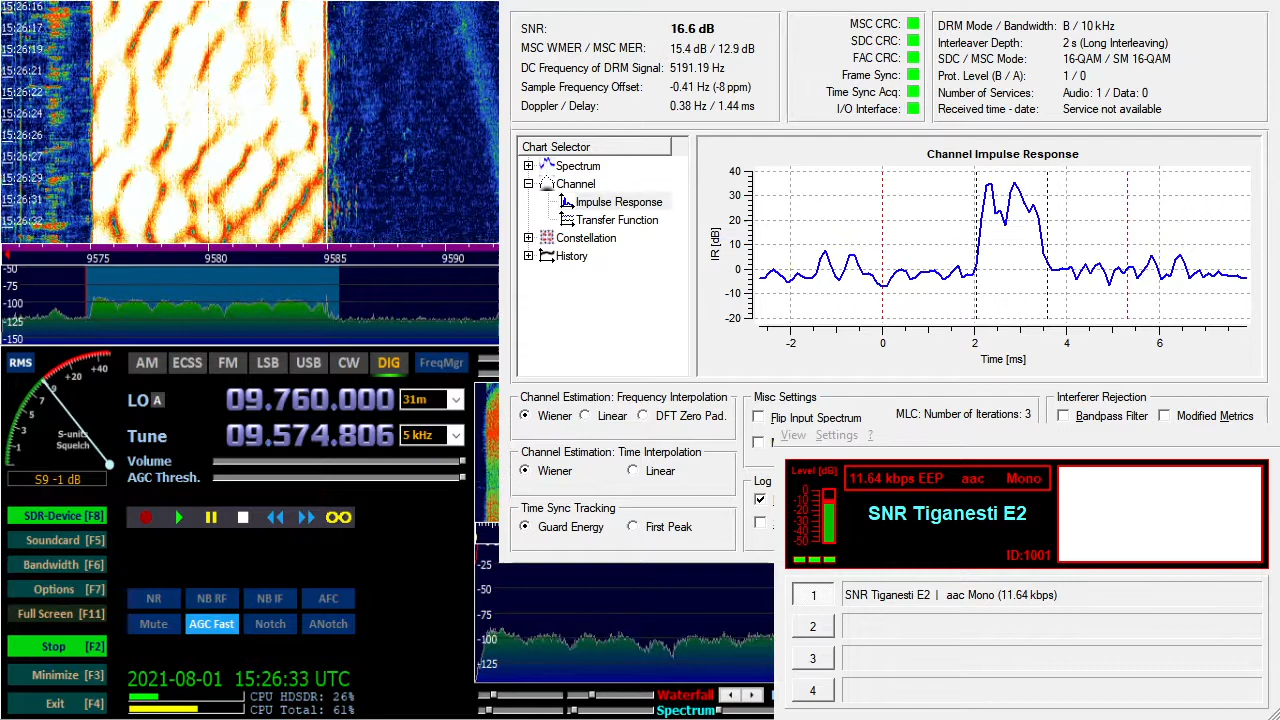 15:26:16
15:26:17
15:26:19
15:26:21
15:26:22
15:26:24
15:26:26
15:26:27
15:26:29
15:26:31
15:26:32
9575 9580 9585 9590
-50
-75
-100
-125
-150
RMS
+20 +40
9
7
5
3
1
S-units
Squelch
S9 -1 dB
AM ECSS FM LSB USB CW DIG FreqMgr
LO A 09.760.000 31m
Tune 09.574.806 5 kHz
Volume
AGC Thresh.
SDR-Device [F8]
Soundcard [F5]
Bandwidth [F6]
Options [F7]
Full Screen [F11]
Stop [F2]
Minimize [F3]
Exit [F4]
NR NB RF NB IF AFC
Mute AGC Fast Notch ANotch
2021-08-01 15:26:33 UTC
CPU HDSDR: 26%
CPU Total: 61%
-25
-50
-75
-100
-125
Waterfall
Spectrum
SNR: 16.6 dB
MSC WMER / MSC MER: 15.4 dB / 12.9 dB
DC Frequency of DRM Signal: 5191.19 Hz
Sample Frequency Offset: -0.41 Hz (-8 ppm)
Doppler / Delay: 0.38 Hz / 1.44 ms
MSC CRC:
SDC CRC:
FAC CRC:
Frame Sync:
Time Sync Acq:
I/O Interface:
DRM Mode / Bandwidth: B / 10 kHz
Interleaver Depth: 2 s (Long Interleaving)
SDC / MSC Mode: 16-QAM / SM 16-QAM
Prot. Level (B / A): 1 / 0
Number of Services: Audio: 1 / Data: 0
Received time - date: Service not available
Chart Selector
Spectrum
Channel
Impulse Response
Transfer Function
Constellation
History
Channel Impulse Response
IR [dB]
40
30
20
10
0
-10
-20
-2 0 2 4 6
Time [ms]
Channel Estimation: Frequency Interpolation
Wiener Linear DFT Zero Pad.
Channel Estimation: Time Interpolation
Wiener Linear
Time Sync Tracking
Guard Energy First Peak
Misc Settings
Flip Input Spectrum
MLC: Number of Iterations: 3
Log
Interferer Rejection
Bandpass Filter Modified Metrics
View Settings ?
Level [dB]
0
-10
-20
-30
-40
-50
11.64 kbps EEP aac Mono
SNR Tiganesti E2
ID:1001
1 SNR Tiganesti E2 | aac Mono (11.64 kbps)
2
3
4